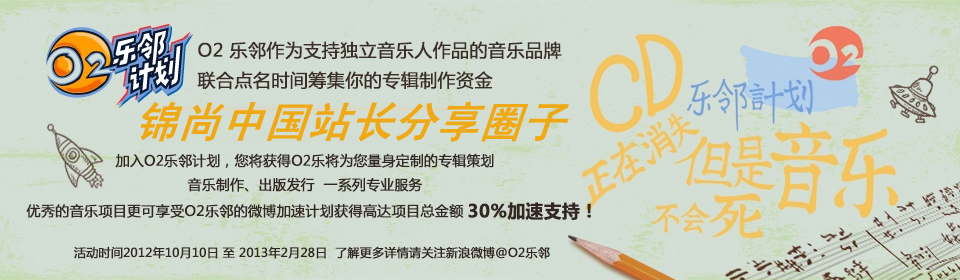 O2乐邻计划
O2 乐邻作为支持独立音乐人作品的音乐品牌
联合点名时间筹集你的专辑制作资金
锦尚中国站长分享圈子
加入O2乐邻计划，您将获得O2乐将为您量身定制的专辑策划
音乐制作、出版发行 一系列专业服务
优秀的音乐项目更可享受O2乐邻的微博加速计划获得高达项目总金额 30%加速支持！
活动时间2012年10月10日 至 2013年2月28日 了解更多详情请关注新浪微博@O2乐邻
O2
乐邻計划
CD
正在消失
但是音乐
不会死